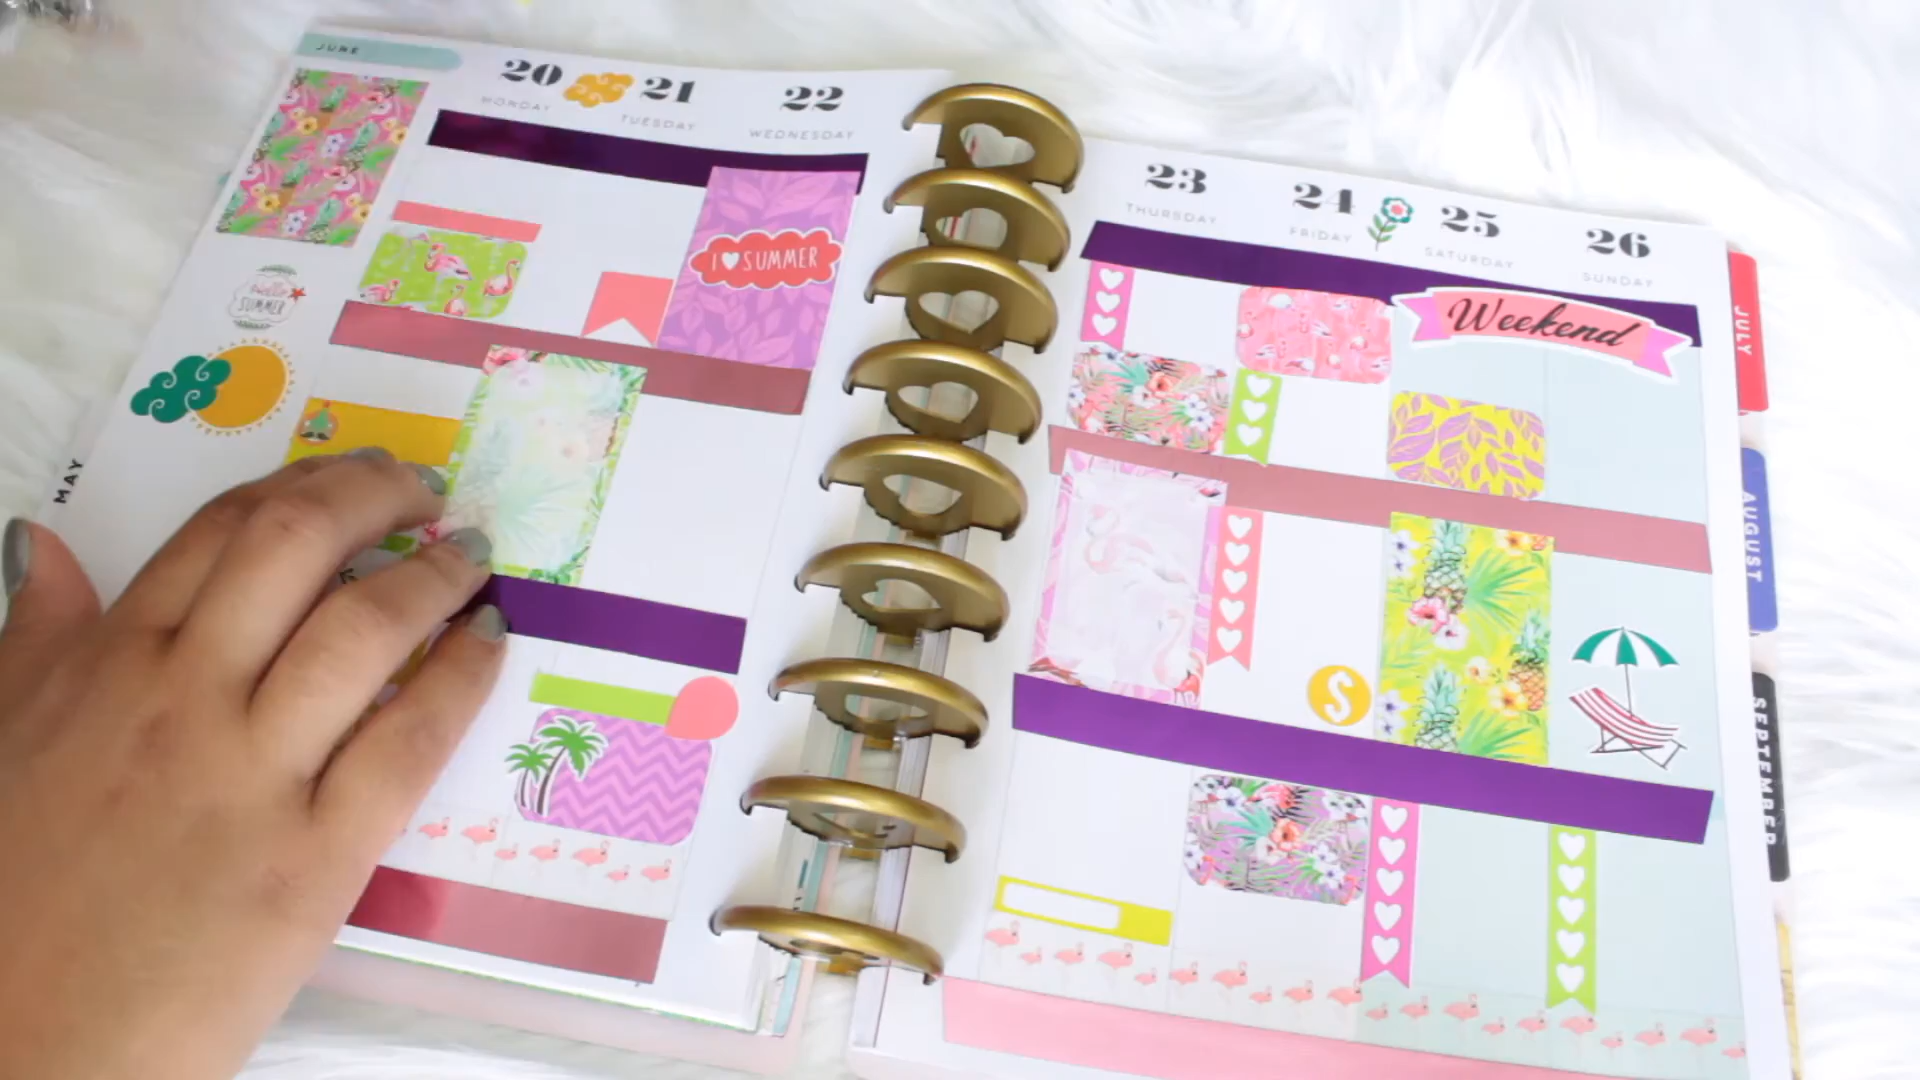 JUNE
20 21 22
MONDAY TUESDAY WEDNESDAY
I SUMMER
hello
SUMMER
MAY
23 24 25 26
THURSDAY FRIDAY SATURDAY SUNDAY
Weekend
$
JULY
AUGUST
SEPTEMBER